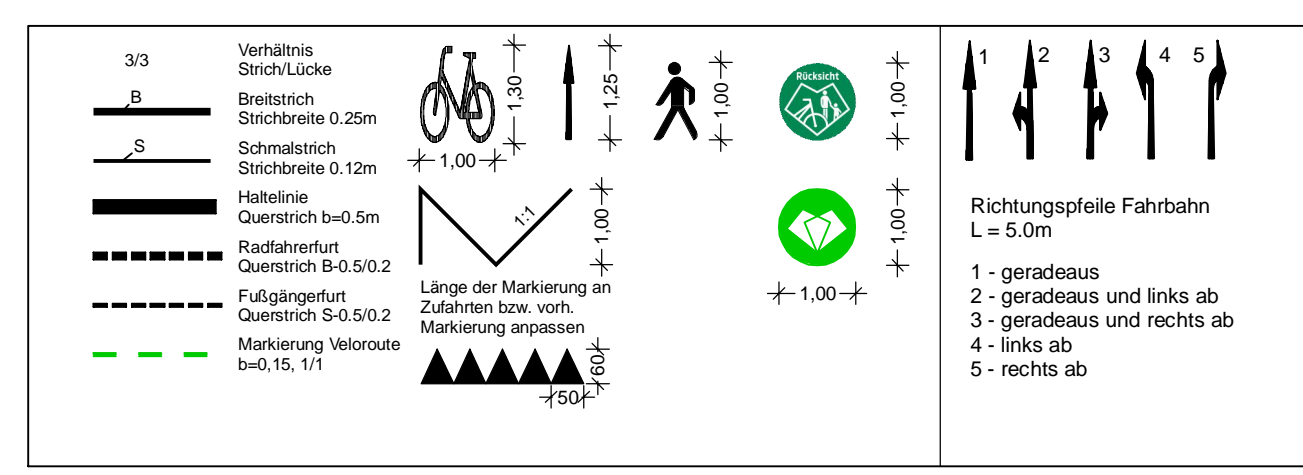 3/3
Verhältnis
Strich/Lücke
B
Breitstrich
Strichbreite 0.25m
S
Schmalstrich
Strichbreite 0.12m
Haltelinie
Querstrich b=0.5m
Radfahrerfurt
Querstrich B-0.5/0.2
Fußgängerfurt
Querstrich S-0.5/0.2
Markierung Veloroute
b=0,15, 1/1
1,30
1,00
1,25
1,00
Rücksicht
1,00
1:1
1,00
Länge der Markierung an
Zufahrten bzw. vorh.
Markierung anpassen
60
50
1,00
1,00
1 2 3 4 5
Richtungspfeile Fahrbahn
L = 5.0m
1 - geradeaus
2 - geradeaus und links ab
3 - geradeaus und rechts ab
4 - links ab
5 - rechts ab